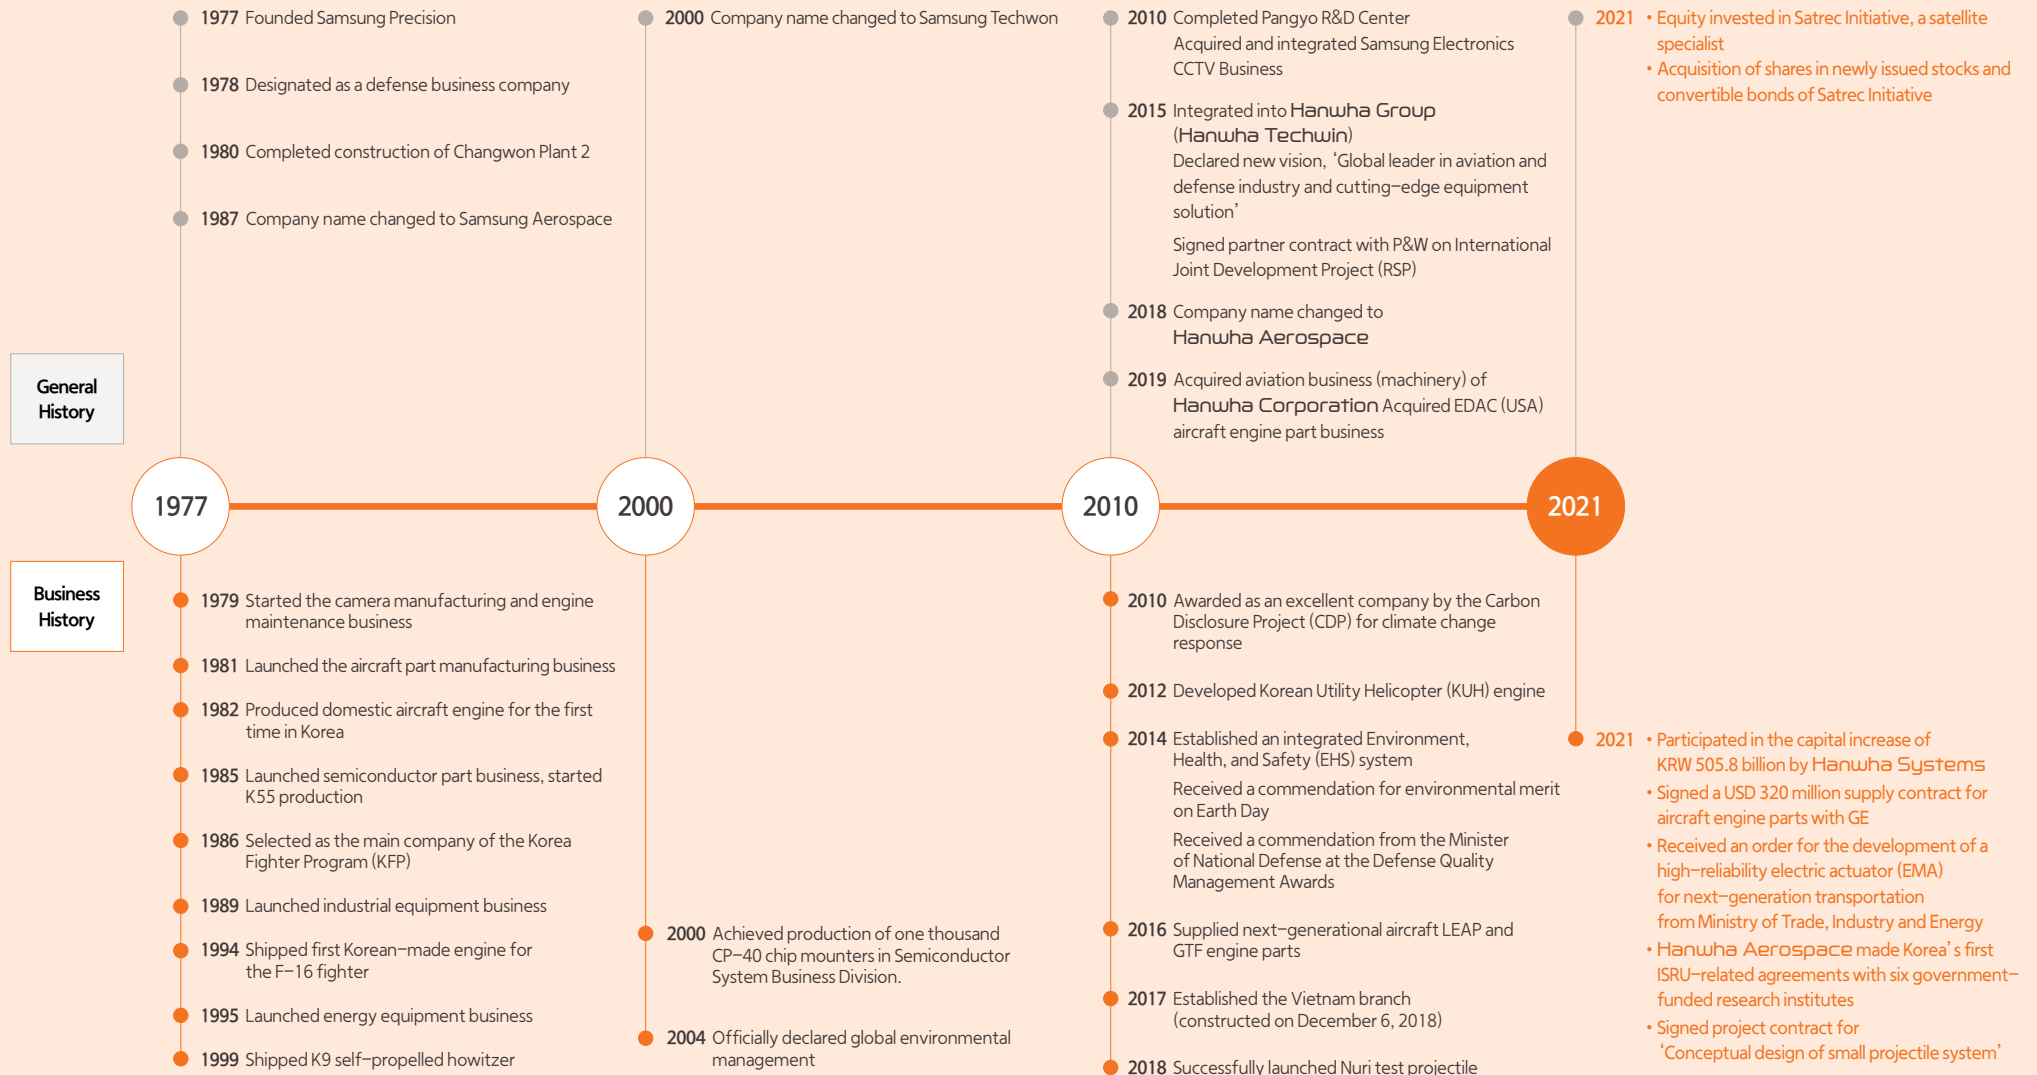 1977 Founded Samsung Precision
1978 Designated as a defense business company
1980 Completed construction of Changwon Plant 2
1987 Company name changed to Samsung Aerospace
2000 Company name changed to Samsung Techwon
2010 Completed Pangyo R&D Center
Acquired and integrated Samsung Electronics
CCTV Business
2015 Integrated into Hanwha Group
(Hanwha Techwin)
Declared new vision, ‘Global leader in aviation and
defense industry and cutting-edge equipment
solution’
Signed partner contract with P&W on International
Joint Development Project (RSP)
2018 Company name changed to
Hanwha Aerospace
2019 Acquired aviation business (machinery) of
Hanwha Corporation Acquired EDAC (USA)
aircraft engine part business
2021 • Equity invested in Satrec Initiative, a satellite
specialist
• Acquisition of shares in newly issued stocks and
convertible bonds of Satrec Initiative
General
History
1977
2000
2010
2021
Business
History
1979 Started the camera manufacturing and engine
maintenance business
1981 Launched the aircraft part manufacturing business
1982 Produced domestic aircraft engine for the first
time in Korea
1985 Launched semiconductor part business, started
K55 production
1986 Selected as the main company of the Korea
Fighter Program (KFP)
1989 Launched industrial equipment business
1994 Shipped first Korean-made engine for
the F-16 fighter
1995 Launched energy equipment business
1999 Shipped K9 self-propelled howitzer
2000 Achieved production of one thousand
CP-40 chip mounters in Semiconductor
System Business Division.
2004 Officially declared global environmental
management
2010 Awarded as an excellent company by the Carbon
Disclosure Project (CDP) for climate change
response
2012 Developed Korean Utility Helicopter (KUH) engine
2014 Established an integrated Environment,
Health, and Safety (EHS) system
Received a commendation for environmental merit
on Earth Day
Received a commendation from the Minister
of National Defense at the Defense Quality
Management Awards
2016 Supplied next-generational aircraft LEAP and
GTF engine parts
2017 Established the Vietnam branch
(constructed on December 6, 2018)
2018 Successfully launched Nuri test projectile
2021 • Participated in the capital increase of
KRW 505.8 billion by Hanwha Systems
• Signed a USD 320 million supply contract for
aircraft engine parts with GE
• Received an order for the development of a
high-reliability electric actuator (EMA)
for next-generation transportation
from Ministry of Trade, Industry and Energy
• Hanwha Aerospace made Korea’s first
ISRU-related agreements with six government-
funded research institutes
• Signed project contract for
‘Conceptual design of small projectile system’